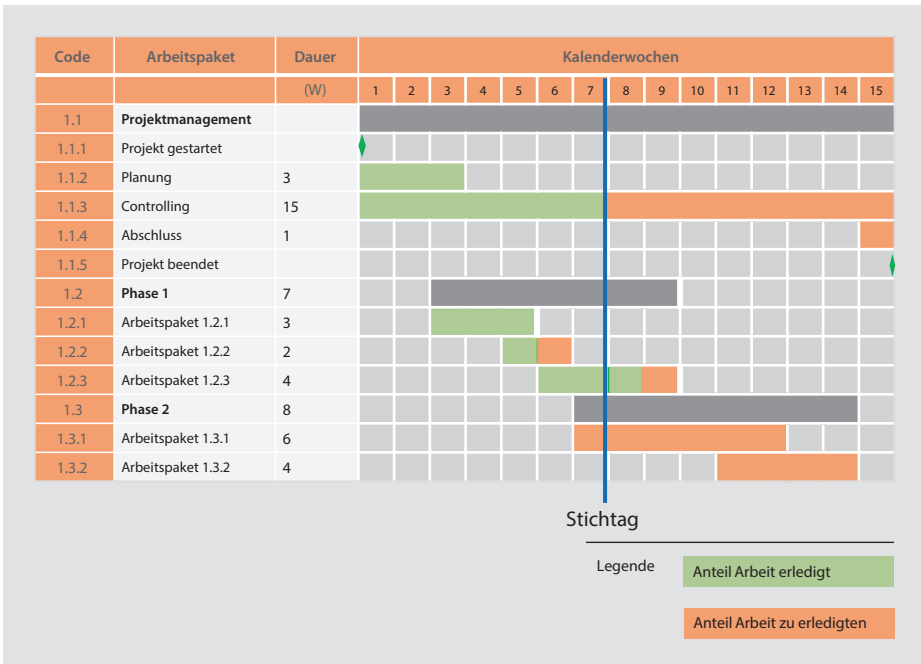 Code Arbeitspaket Dauer Kalenderwochen
(W) 1 2 3 4 5 6 7 8 9 10 11 12 13 14 15
1.1 Projektmanagement
1.1.1 Projekt gestartet
1.1.2 Planung 3
1.1.3 Controlling 15
1.1.4 Abschluss 1
1.1.5 Projekt beendet
1.2 Phase 1 7
1.2.1 Arbeitspaket 1.2.1 3
1.2.2 Arbeitspaket 1.2.2 2
1.2.3 Arbeitspaket 1.2.3 4
1.3 Phase 2 8
1.3.1 Arbeitspaket 1.3.1 6
1.3.2 Arbeitspaket 1.3.2 4
Stichtag
Legende Anteil Arbeit erledigt
Anteil Arbeit zu erledigten